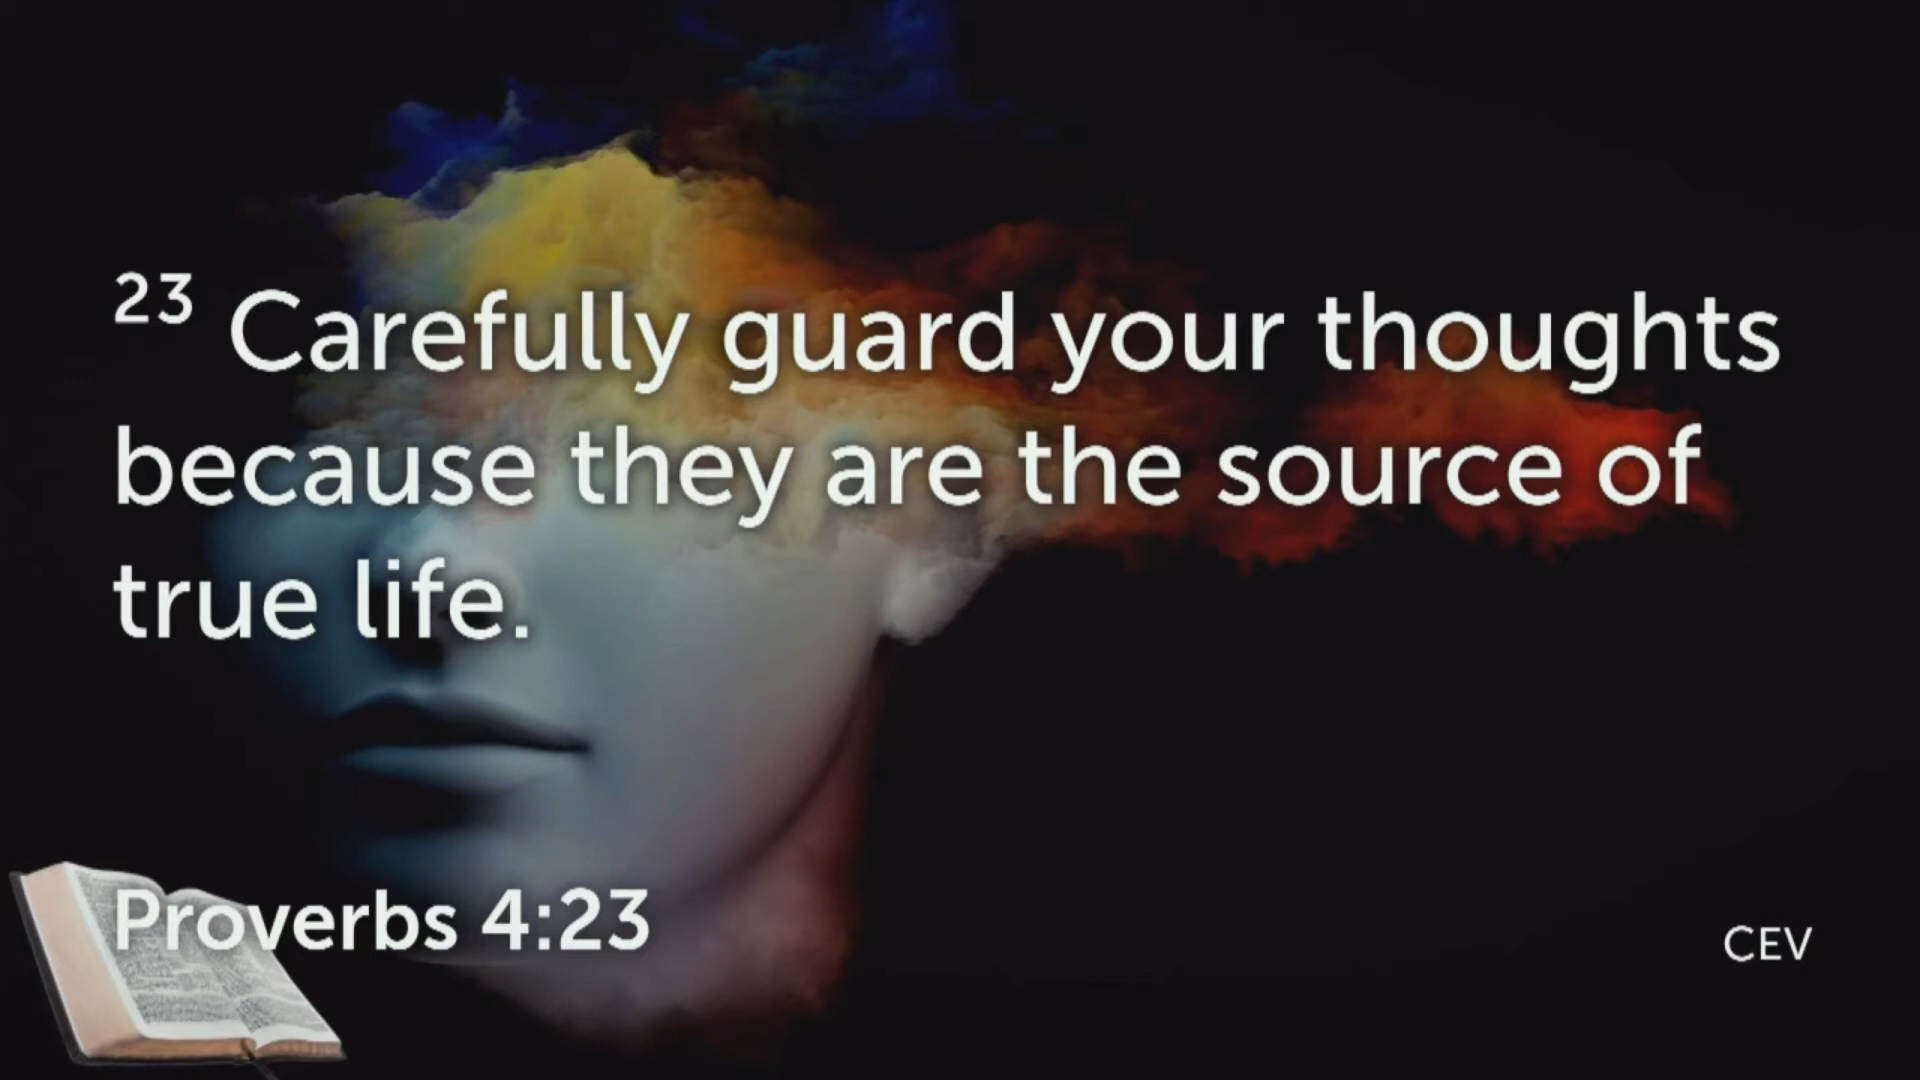 23 Carefully guard your thoughts
because they are the source of
true life.
Proverbs 4:23
CEV